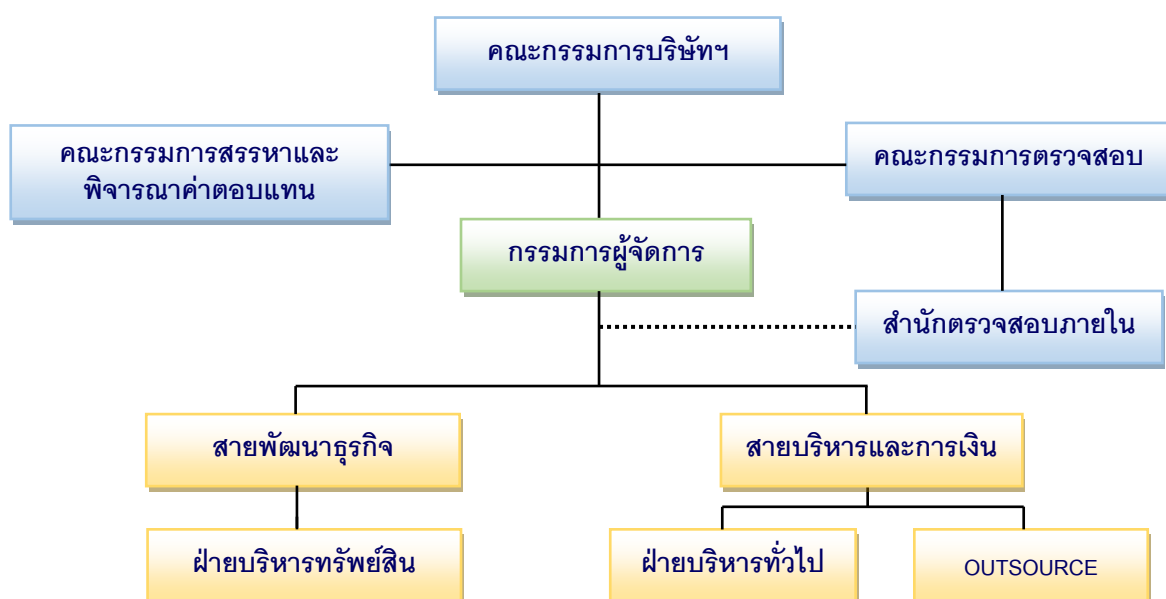 คณะกรรมการบริษัทฯ
คณะกรรมการสรรหาและ
พิจารณาค่าตอบแทน
คณะกรรมการตรวจสอบ
กรรมการผู้จัดการ
สำนักตรวจสอบภายใน
สายพัฒนาธุรกิจ
สายบริหารและการเงิน
ฝ่ายบริหารทรัพย์สิน
ฝ่ายบริหารทั่วไป
OUTSOURCE